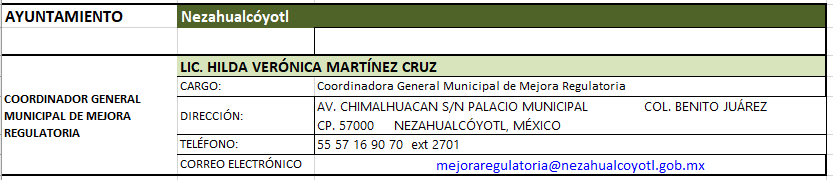 AYUNTAMIENTO Nezahualcóyotl
LIC. HILDA VERÓNICA MARTÍNEZ CRUZ
COORDINADOR GENERAL
MUNICIPAL DE MEJORA
REGULATORIA
CARGO: Coordinadora General Municipal de Mejora Regulatoria
DIRECCIÓN: AV. CHIMALHUACAN S/N PALACIO MUNICIPAL COL. BENITO JUÁREZ
CP. 57000 NEZAHUALCÓYOTL, MÉXICO
TELÉFONO: 55 57 16 90 70 ext 2701
CORREO ELECTRÓNICO mejoraregulatoria@nezahualcoyotl.gob.mx